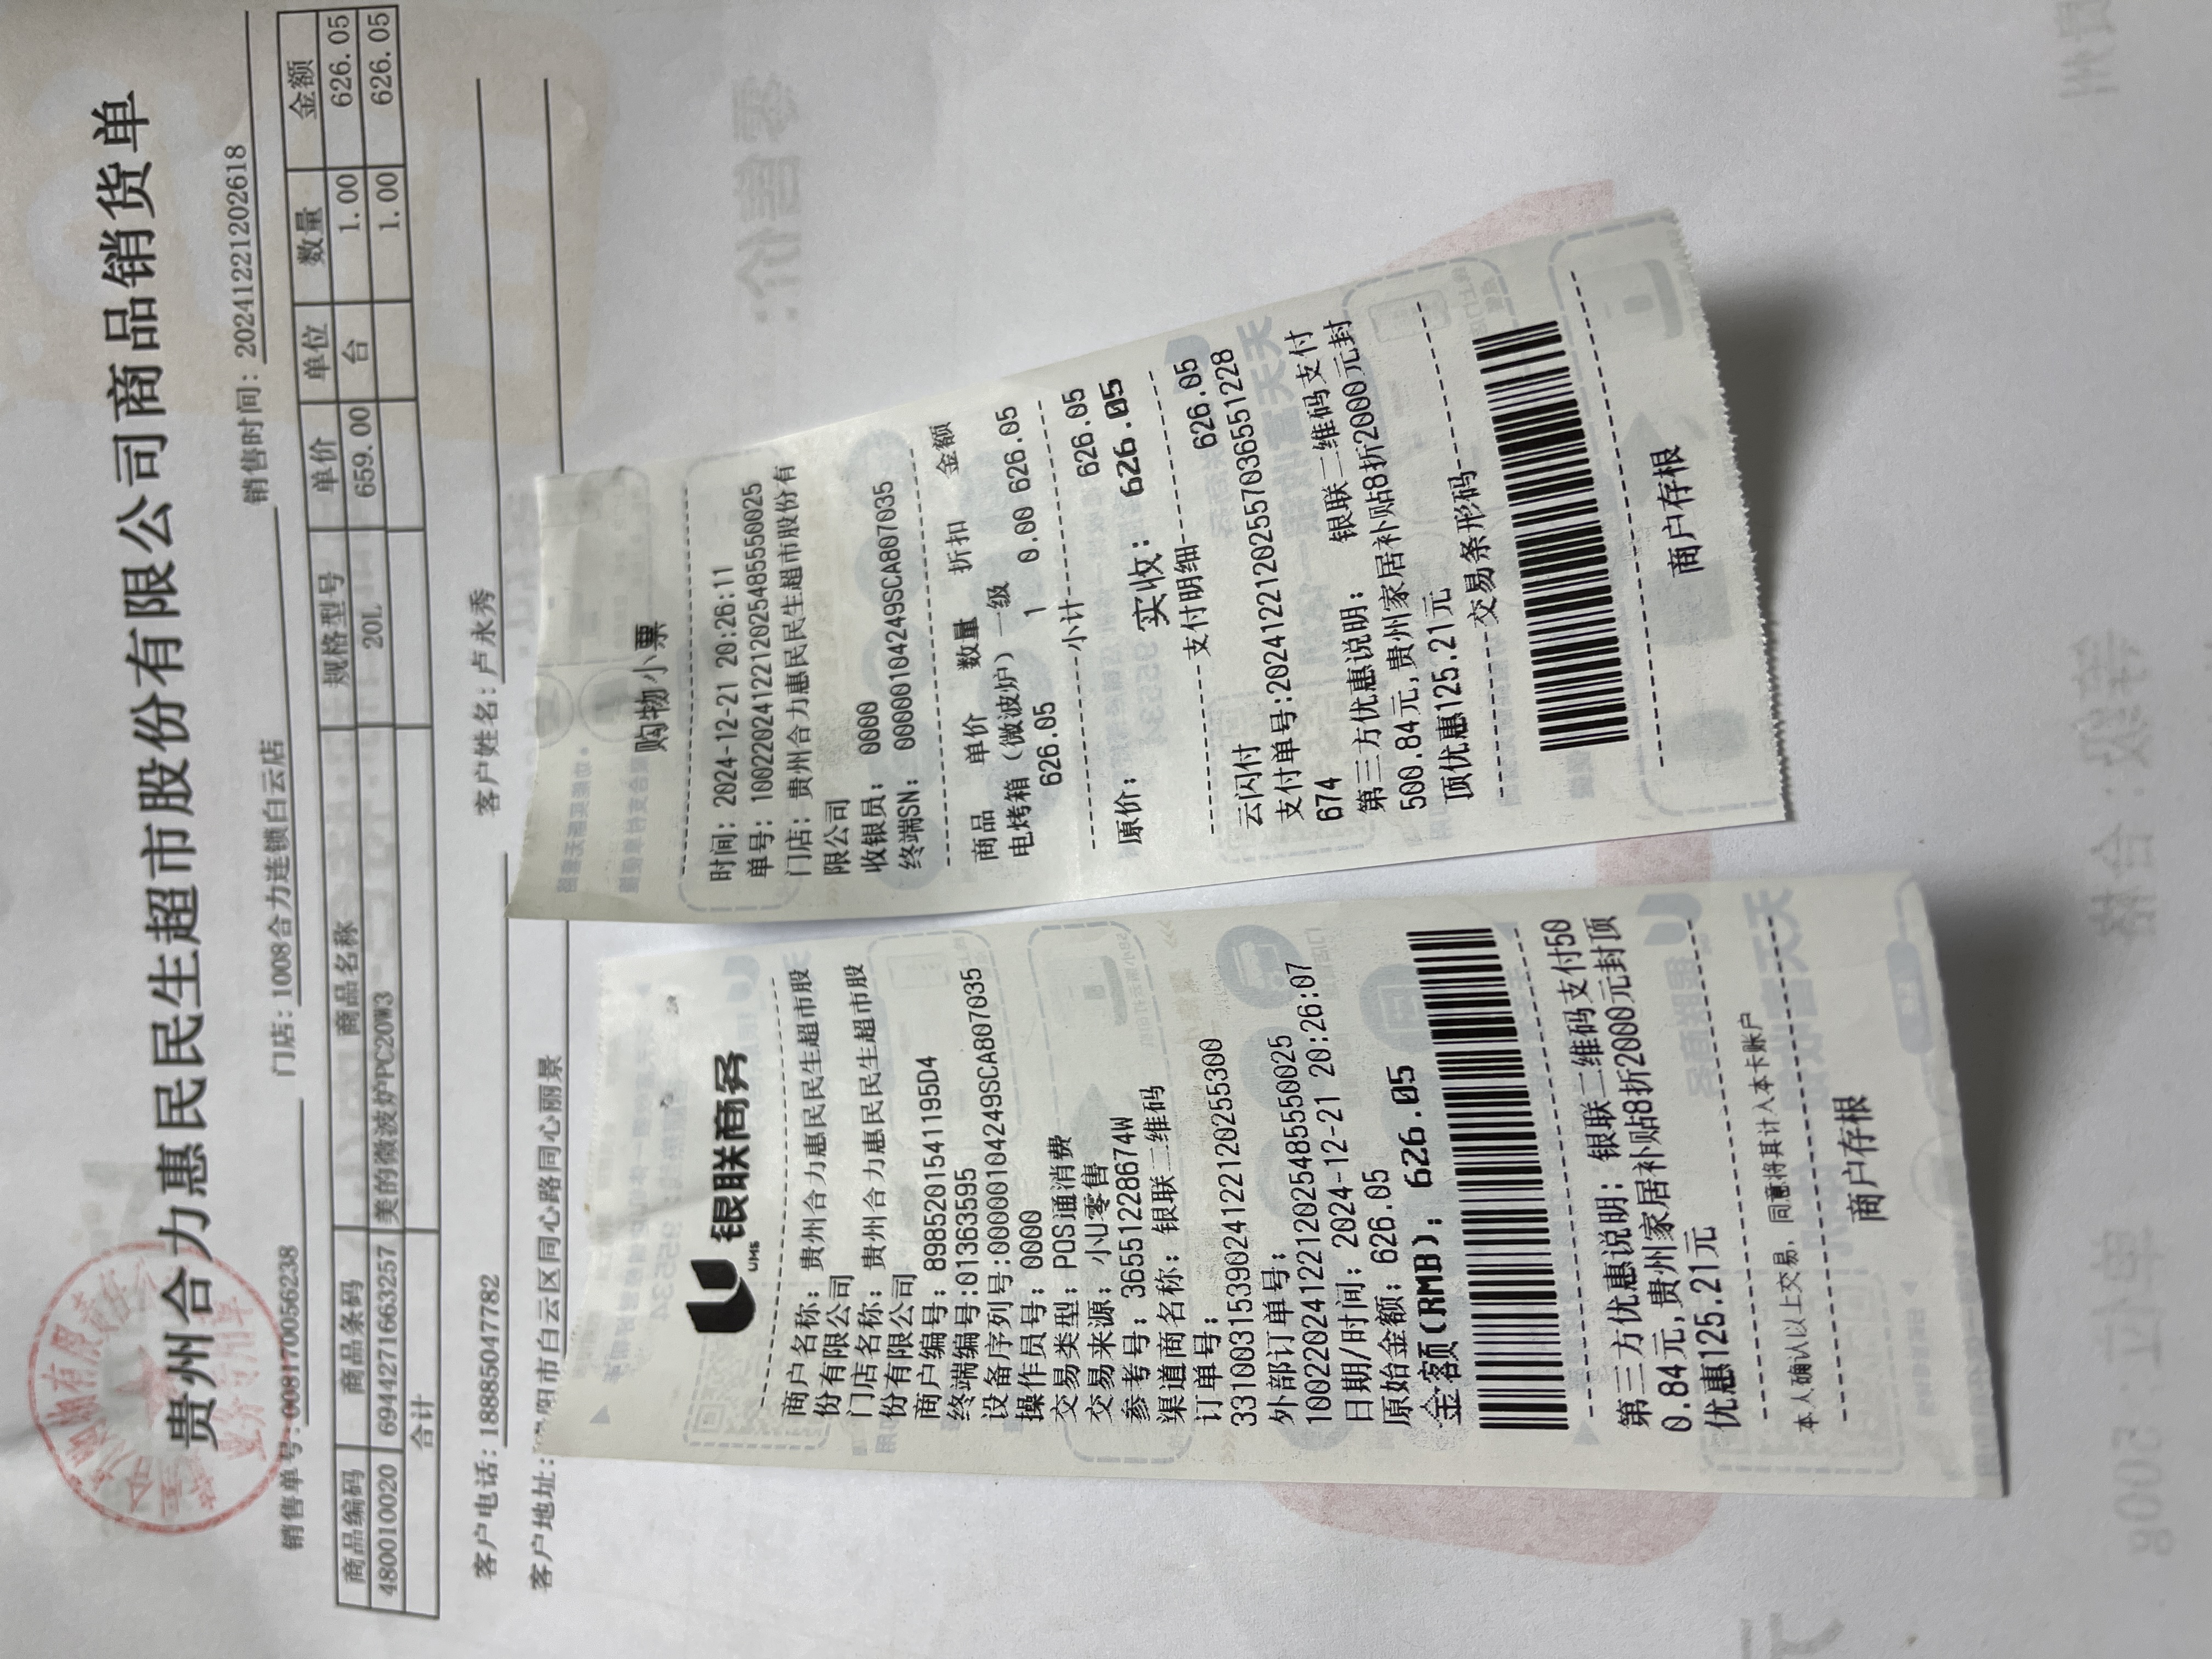 贵州合力惠民民生超市股份有限公司商品销货单
销售单号: 0081700056238 门店: 1008合力连锁白云店 销售时间: 20241221202618
商品编码 商品条码 商品名称 规格型号 单价 单位 数量 金额
4800100020 6944271663257 美的微波炉PC20W3 20L 659.00 台 1.00 626.05
合计 1.00 626.05
客户电话: 18885047782 客户姓名: 卢永秀
客户地址: 阳市白云区同心路同心丽景
银联商务
UMS
商户名称: 贵州合力惠民民生超市股
份有限公司
门店名称: 贵州合力惠民民生超市股
份有限公司
商户编号: 89852015411195D4
终端编号:01363595
设备序列号:00000104249SCA807035
操作员号: 0000
交易类型: POS通消费
交易来源: 小U零售
参考号: 36551228674W
渠道商名称: 银联二维码
订单号:
33100315390241221202553​00
外部订单号:
10022024122120254855​50025
日期/时间: 2024-12-21 20:26:07
原始金额: 626.05
金额(RMB): 626.05
第三方优惠说明: 银联二维码支付50
0.84元,贵州家居补贴8折2000元封顶
优惠125.21元
本人确认以上交易, 同意将其计入本卡账户
商户存根
购物小票
时间: 2024-12-21 20:26:11
单号: 1002202412212025485550025
门店: 贵州合力惠民民生超市股份有
限公司
收银员: 0000
终端SN: 00000104249SCA807035
商品 单价 数量 折扣 金额
电烤箱（微波炉）一级
626.05 1 0.00 626.05
小计
原价: 626.05
实收: 626.05
支付明细
云闪付 626.05
支付单号:2024122120255703655​1228
674
第三方优惠说明: 银联二维码支付
500.84元,贵州家居补贴8折2000元封
顶优惠125.21元
交易条形码
商户存根